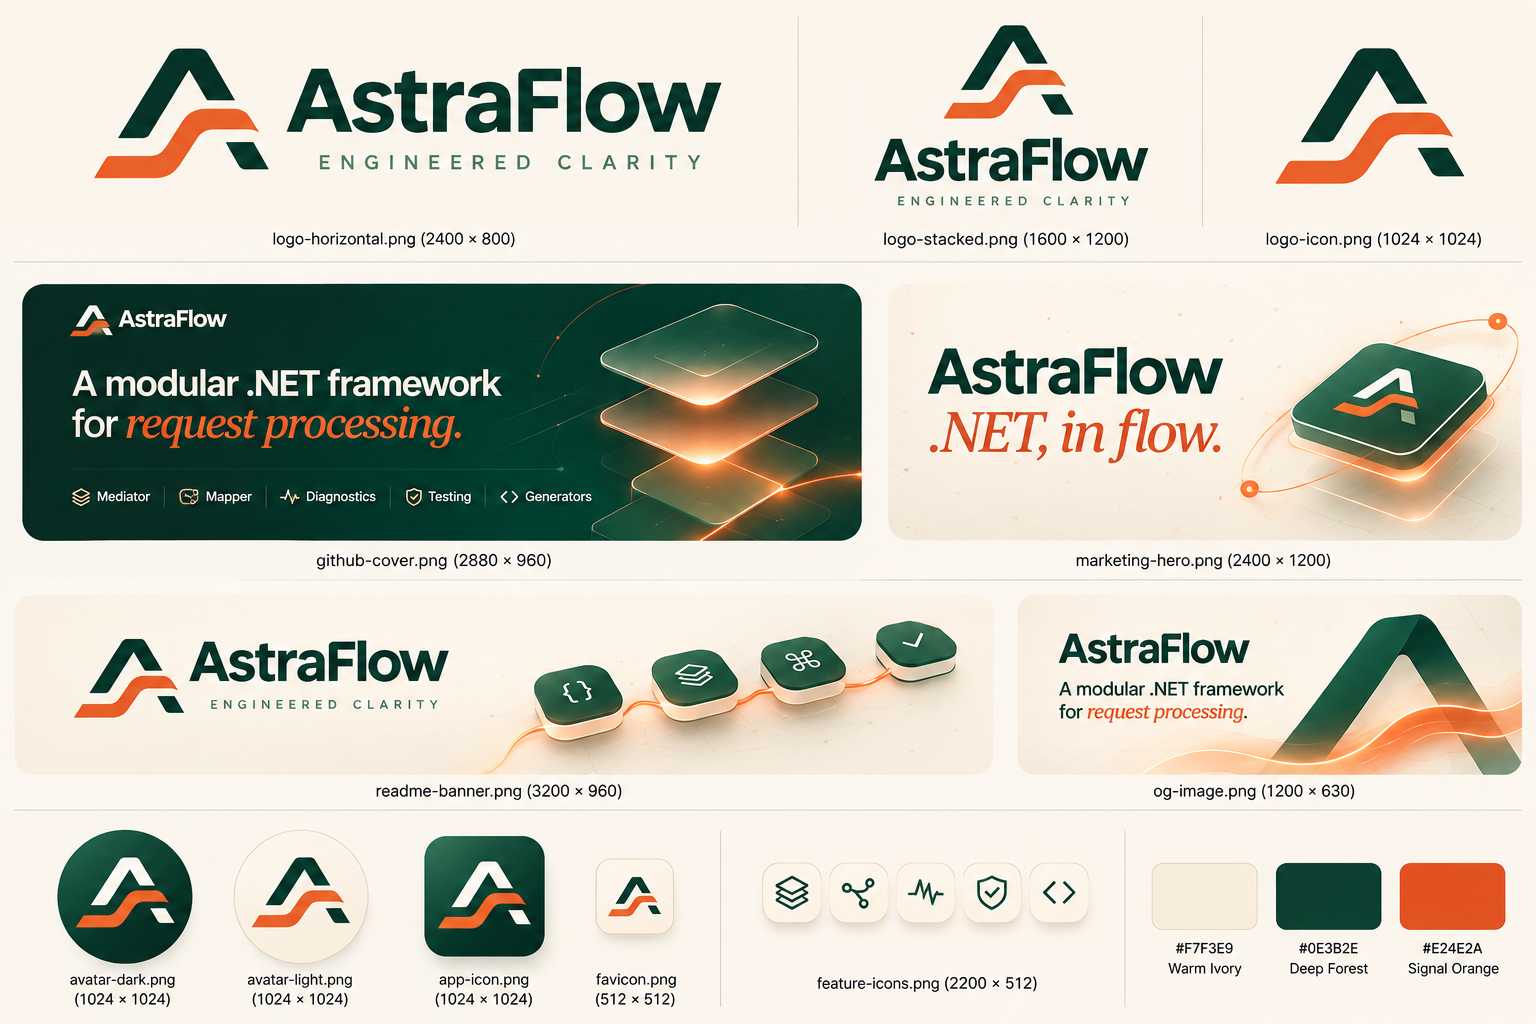 AstraFlow
ENGINEERED CLARITY
logo-horizontal.png (2400 × 800)
AstraFlow
ENGINEERED CLARITY
logo-stacked.png (1600 × 1200)
logo-icon.png (1024 × 1024)
AstraFlow
A modular .NET framework
for request processing.
Mediator
Mapper
Diagnostics
Testing
Generators
github-cover.png (2880 × 960)
AstraFlow
.NET, in flow.
marketing-hero.png (2400 × 1200)
AstraFlow
ENGINEERED CLARITY
readme-banner.png (3200 × 960)
AstraFlow
A modular .NET framework
for request processing.
og-image.png (1200 × 630)
avatar-dark.png
(1024 × 1024)
avatar-light.png
(1024 × 1024)
app-icon.png
(1024 × 1024)
favicon.png
(512 × 512)
feature-icons.png (2200 × 512)
#F7F3E9
Warm Ivory
#0E3B2E
Deep Forest
#E24E2A
Signal Orange